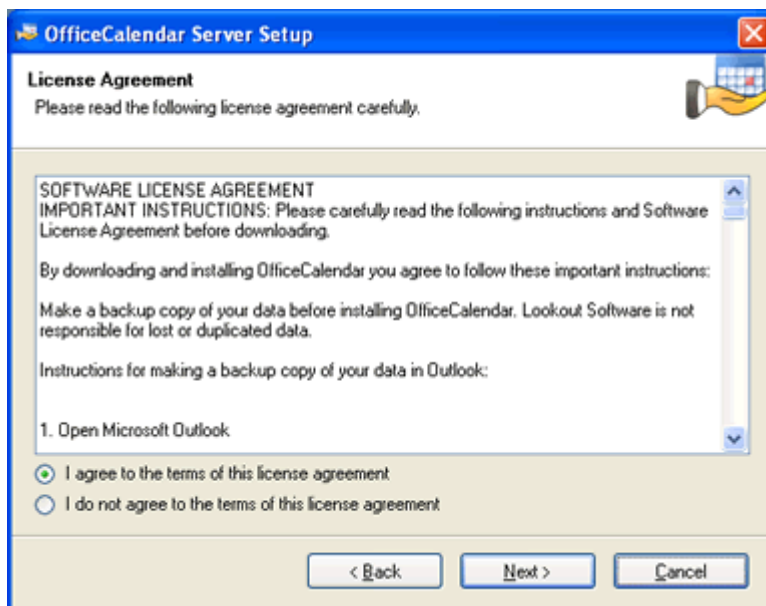 OfficeCalendar Server Setup
License Agreement
Please read the following license agreement carefully.
SOFTWARE LICENSE AGREEMENT
IMPORTANT INSTRUCTIONS: Please carefully read the following instructions and Software
License Agreement before downloading.
By downloading and installing OfficeCalendar you agree to follow these important instructions:
Make a backup copy of your data before installing OfficeCalendar. Lookout Software is not
responsible for lost or duplicated data.
Instructions for making a backup copy of your data in Outlook:
1. Open Microsoft Outlook
I agree to the terms of this license agreement
I do not agree to the terms of this license agreement
< Back
Next >
Cancel